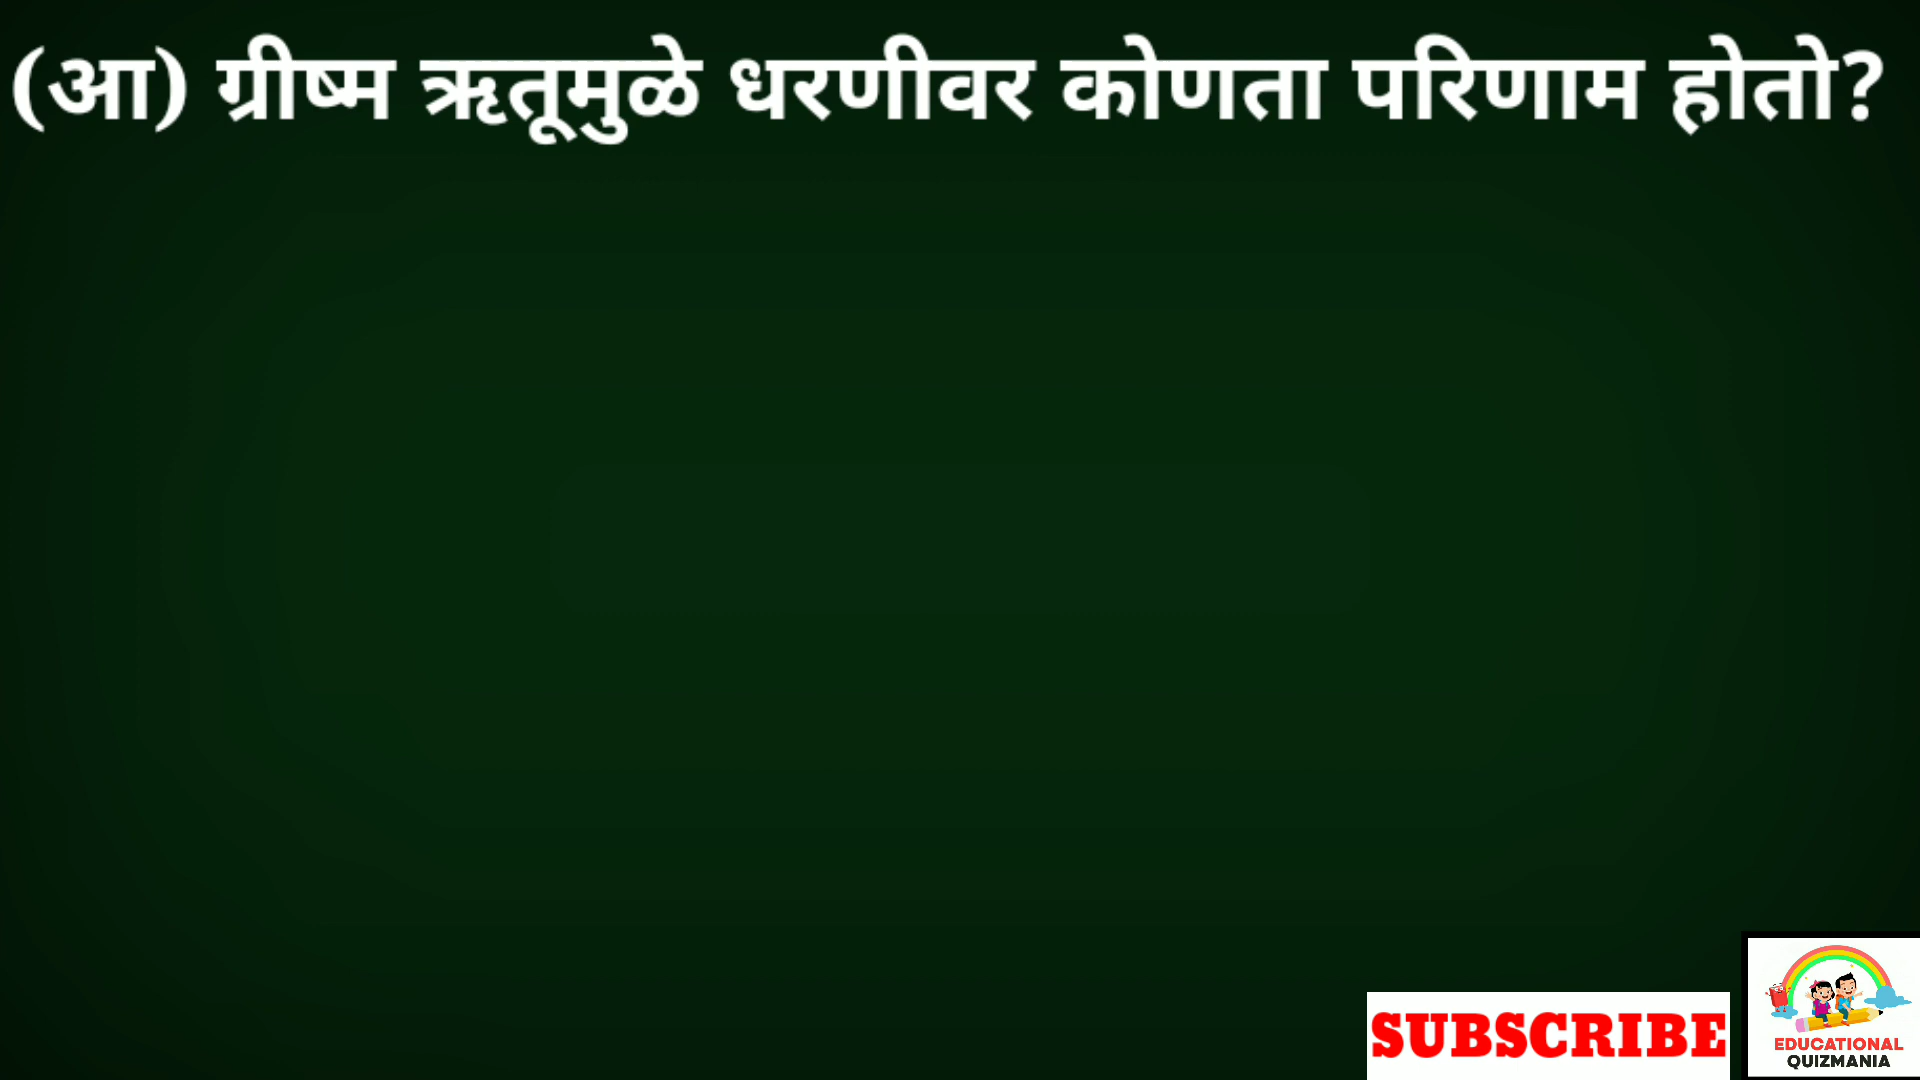 (आ) ग्रीष्म ऋतूमुळे धरणीवर कोणता परिणाम होतो?
SUBSCRIBE
EDUCATIONAL
QUIZMANIA